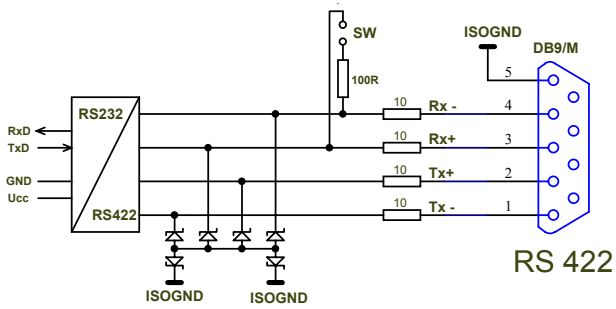 SW
ISOGND
DB9/M
100R
5
RS232
10
Rx -
4
RxD
10
Rx+
3
TxD
10
Tx+
2
GND
Ucc
RS422
10
Tx -
1
RS 422
ISOGND
ISOGND